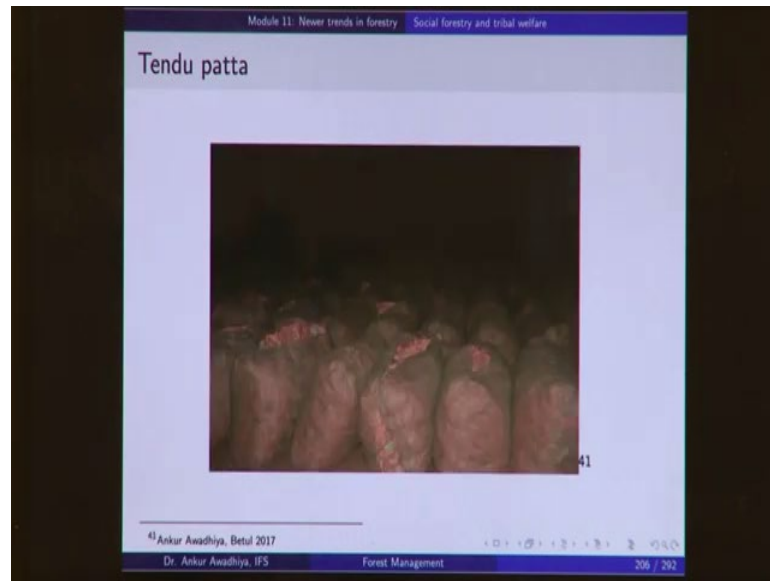 Module 11: Newer trends in forestry Social forestry and tribal welfare
Tendu patta
41
41 Ankur Awadhiya, Betul 2017
Dr. Ankur Awadhiya, IFS Forest Management 206 / 292